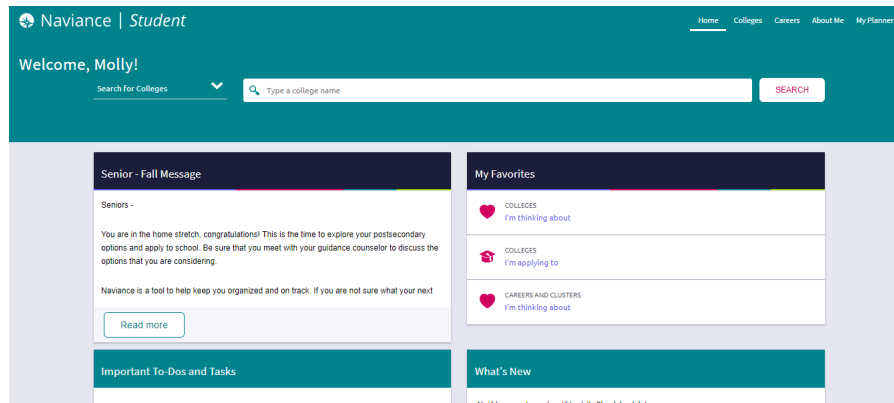 Naviance | Student
Home Colleges Careers About Me My Planner
Welcome, Molly!
Search for Colleges
Type a college name
SEARCH
Senior - Fall Message
Seniors -
You are in the home stretch, congratulations! This is the time to explore your postsecondary
options and apply to school. Be sure that you meet with your guidance counselor to discuss the
options that you are considering.
Naviance is a tool to help keep you organized and on track. If you are not sure what your next
Read more
My Favorites
COLLEGES
I'm thinking about
COLLEGES
I'm applying to
CAREERS AND CLUSTERS
I'm thinking about
Important To-Dos and Tasks
What's New